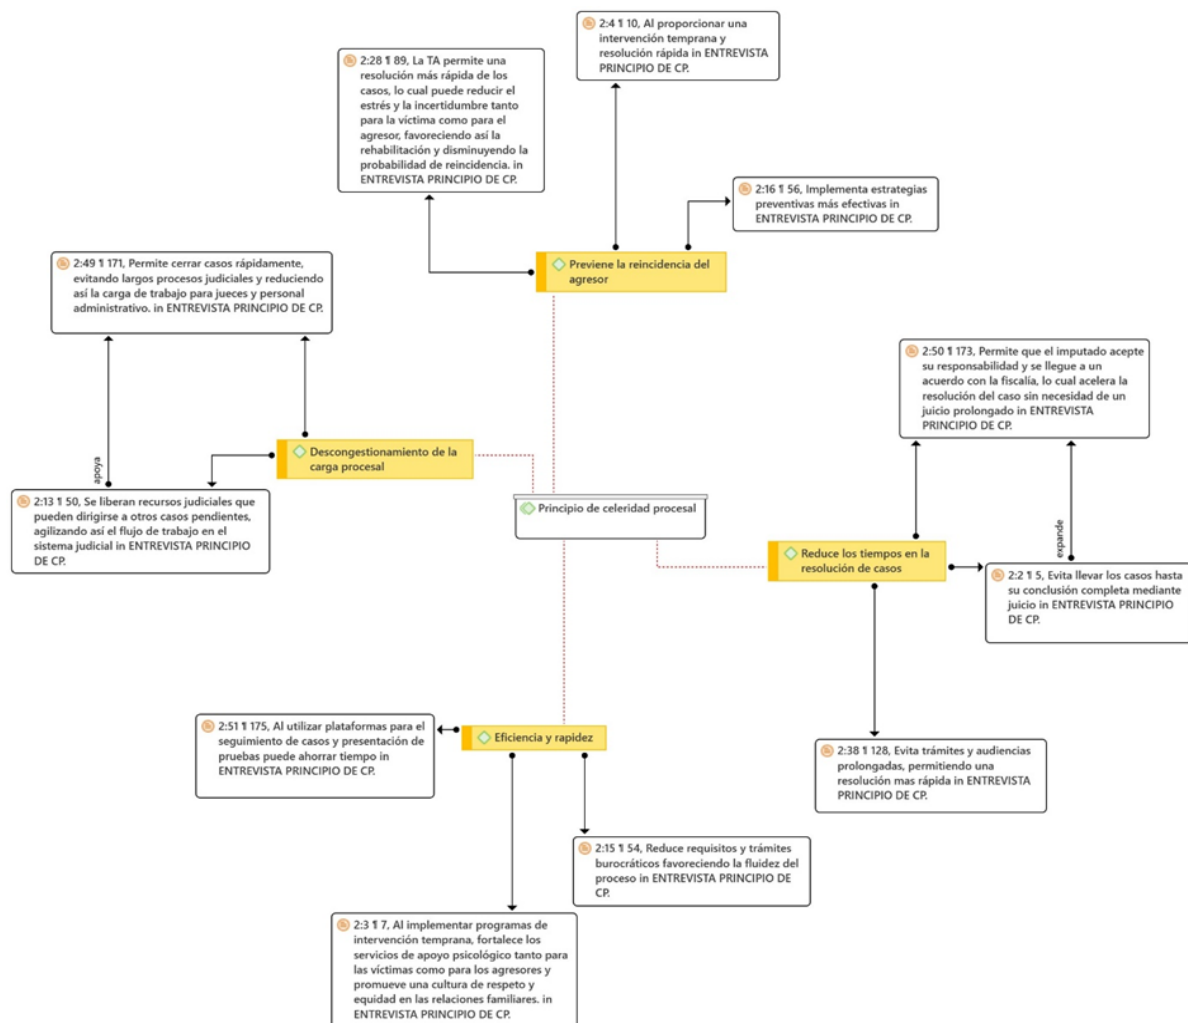 2:4 ¶ 10, Al proporcionar una
intervención temprana y
resolución rápida in ENTREVISTA
PRINCIPIO DE CP.
2:28 ¶ 89, La TA permite una
resolución más rápida de los
casos, lo cual puede reducir el
estrés y la incertidumbre tanto
para la víctima como para el
agresor, favoreciendo así la
rehabilitación y disminuyendo la
probabilidad de reincidencia. in
ENTREVISTA PRINCIPIO DE CP.
2:16 ¶ 56, Implementa estrategias
preventivas más efectivas in
ENTREVISTA PRINCIPIO DE CP.
Previene la reincidencia del
agresor
2:49 ¶ 171, Permite cerrar casos rápidamente,
evitando largos procesos judiciales y reduciendo
así la carga de trabajo para jueces y personal
administrativo. in ENTREVISTA PRINCIPIO DE CP.
2:50 ¶ 173, Permite que el imputado acepte
su responsabilidad y se llegue a un
acuerdo con la fiscalía, lo cual acelera la
resolución del caso sin necesidad de un
juicio prolongado in ENTREVISTA
PRINCIPIO DE CP.
Descongestionamiento de la
carga procesal
apoya
2:13 ¶ 50, Se liberan recursos judiciales que
pueden dirigirse a otros casos pendientes,
agilizando así el flujo de trabajo en el
sistema judicial in ENTREVISTA PRINCIPIO
DE CP.
Principio de celeridad procesal
expande
Reduce los tiempos en la
resolución de casos
2:2 ¶ 5, Evita llevar los casos hasta
su conclusión completa mediante
juicio in ENTREVISTA PRINCIPIO
DE CP.
2:51 ¶ 175, Al utilizar plataformas para el
seguimiento de casos y presentación de
pruebas puede ahorrar tiempo in
ENTREVISTA PRINCIPIO DE CP.
Eficiencia y rapidez
2:38 ¶ 128, Evita trámites y audiencias
prolongadas, permitiendo una
resolución mas rápida in ENTREVISTA
PRINCIPIO DE CP.
2:15 ¶ 54, Reduce requisitos y trámites
burocráticos favoreciendo la fluidez del
proceso in ENTREVISTA PRINCIPIO DE
CP.
2:3 ¶ 7, Al implementar programas de
intervención temprana, fortalece los
servicios de apoyo psicológico tanto para
las víctimas como para los agresores y
promueve una cultura de respeto y
equidad en las relaciones familiares. in
ENTREVISTA PRINCIPIO DE CP.